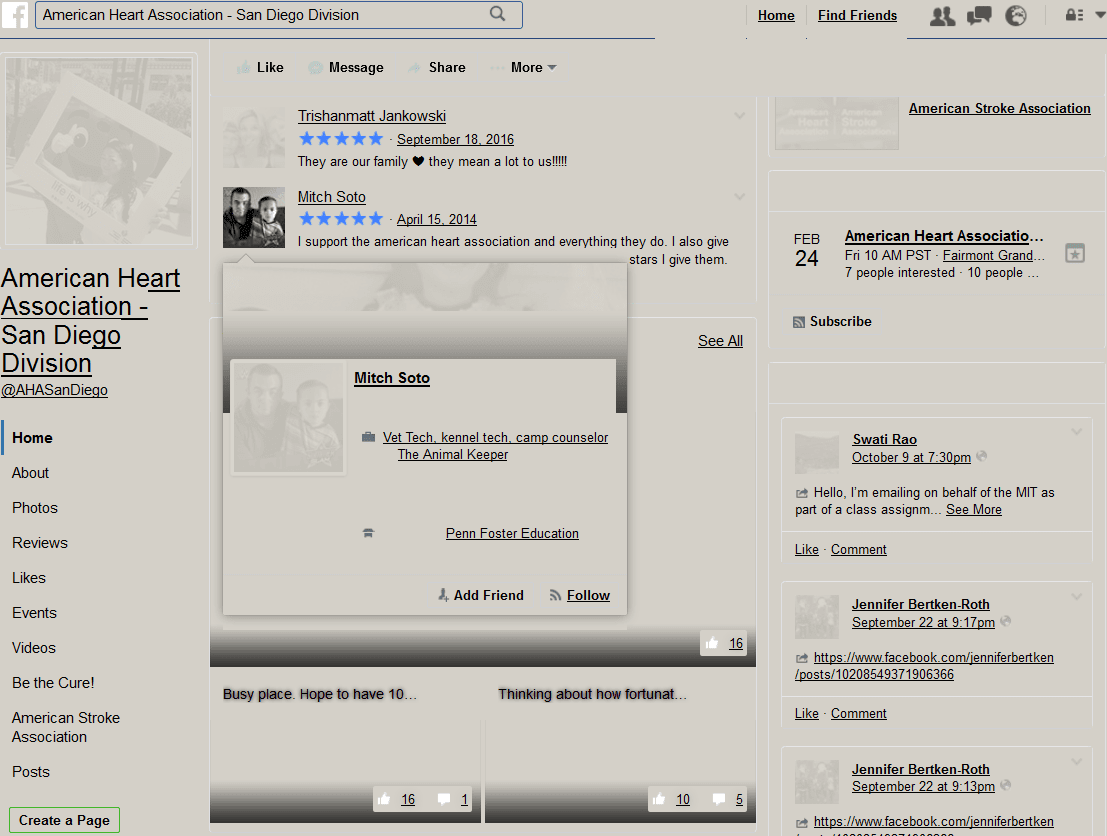 American Heart Association - San Diego Division
Home
Find Friends
Like
Message
Share
More
American Heart Association -
San Diego
Division
@AHASanDiego
Home
About
Photos
Reviews
Likes
Events
Videos
Be the Cure!
American Stroke
Association
Posts
Create a Page
Trishanmatt Jankowski
· September 18, 2016
They are our family ♥ they mean a lot to us!!!!!
Mitch Soto
· April 15, 2014
I support the american heart association and everything they do. I also give
stars I give them.
See All
Mitch Soto
Vet Tech, kennel tech, camp counselor
The Animal Keeper
Penn Foster Education
Add Friend
Follow
16
Busy place. Hope to have 10…
16
1
Thinking about how fortunat…
10
5
American Heart
American Stroke
American Stroke Association
FEB
24
American Heart Associatio…
Fri 10 AM PST · Fairmont Grand…
7 people interested · 10 people …
Subscribe
Swati Rao
October 9 at 7:30pm
Hello, I'm emailing on behalf of the MIT as
part of a class assignm… See More
Like · Comment
Jennifer Bertken-Roth
September 22 at 9:17pm
https://www.facebook.com/jenniferbertken
/posts/10208549371906366
Like · Comment
Jennifer Bertken-Roth
September 22 at 9:13pm
https://www.facebook.com/jenniferbertken